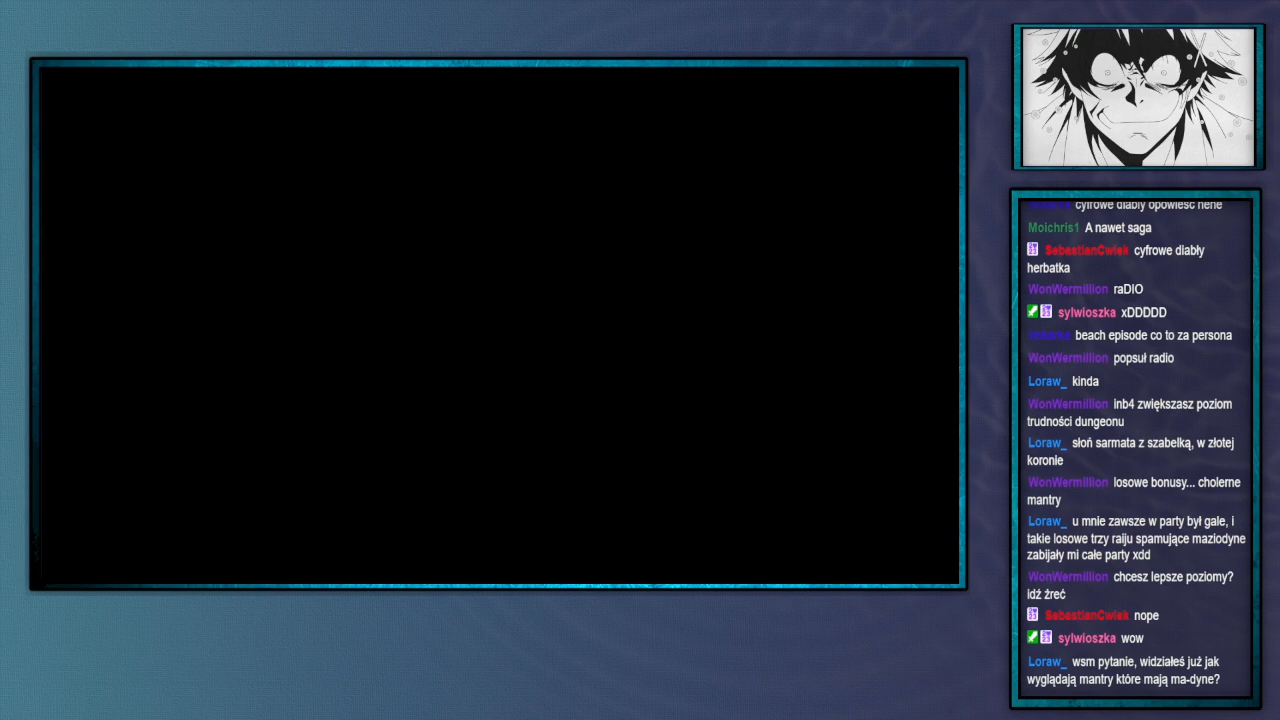 cyfrowe diabły opowieść hehe
Moichris1 A nawet saga
SebastianCwiek cyfrowe diabły
herbatka
WonWermillion raDIO
sylwioszka xDDDDD
beach episode co to za persona
WonWermillion popsuł radio
Loraw_ kinda
WonWermillion inb4 zwiększasz poziom
trudności dungeonu
Loraw_ słoń sarmata z szabelką, w złotej
koronie
WonWermillion losowe bonusy... cholerne
mantry
Loraw_ u mnie zawsze w party był gale, i
takie losowe trzy raiju spamujące maziodyne
zabijały mi całe party xdd
WonWermillion chcesz lepsze poziomy?
idź żreć
SebastianCwiek nope
sylwioszka wow
Loraw_ wsm pytanie, widziałeś już jak
wyglądają mantry które mają ma-dyne?